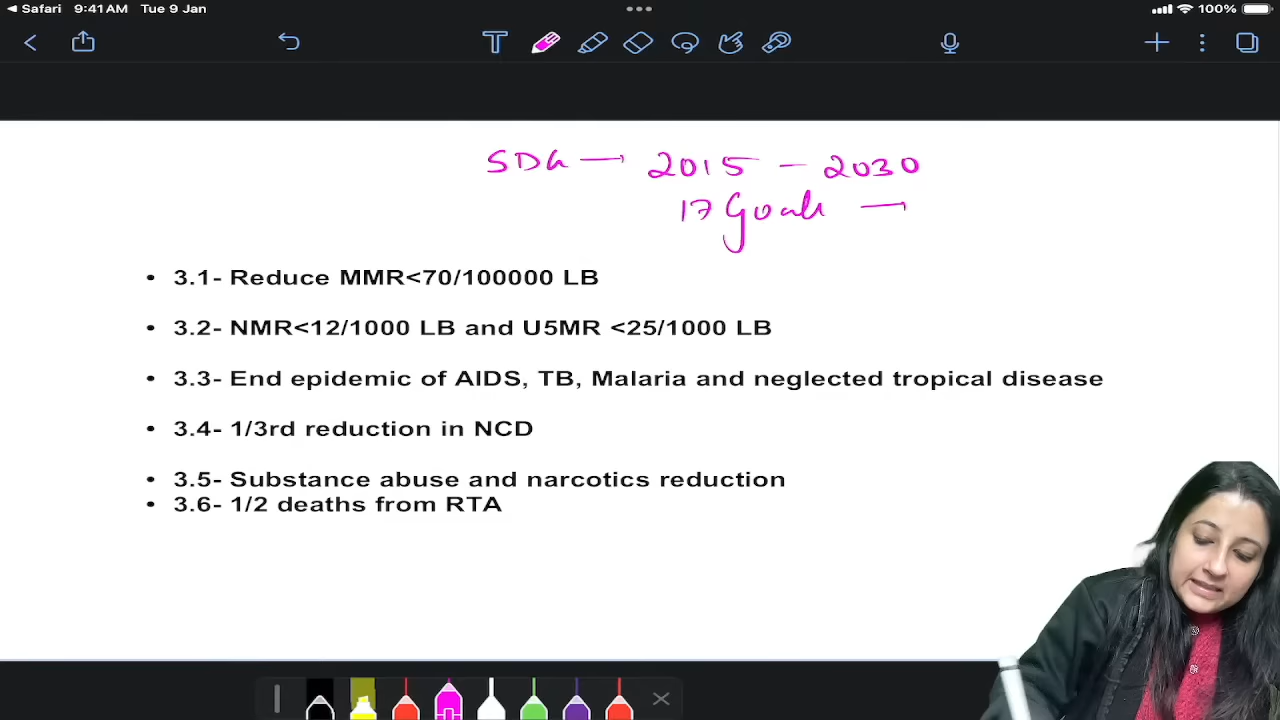 Safari 9:41 AM Tue 9 Jan
100%
SDG → 2015 - 2030
17 Goals →
• 3.1- Reduce MMR<70/100000 LB
• 3.2- NMR<12/1000 LB and U5MR <25/1000 LB
• 3.3- End epidemic of AIDS, TB, Malaria and neglected tropical disease
• 3.4- 1/3rd reduction in NCD
• 3.5- Substance abuse and narcotics reduction
• 3.6- 1/2 deaths from RTA